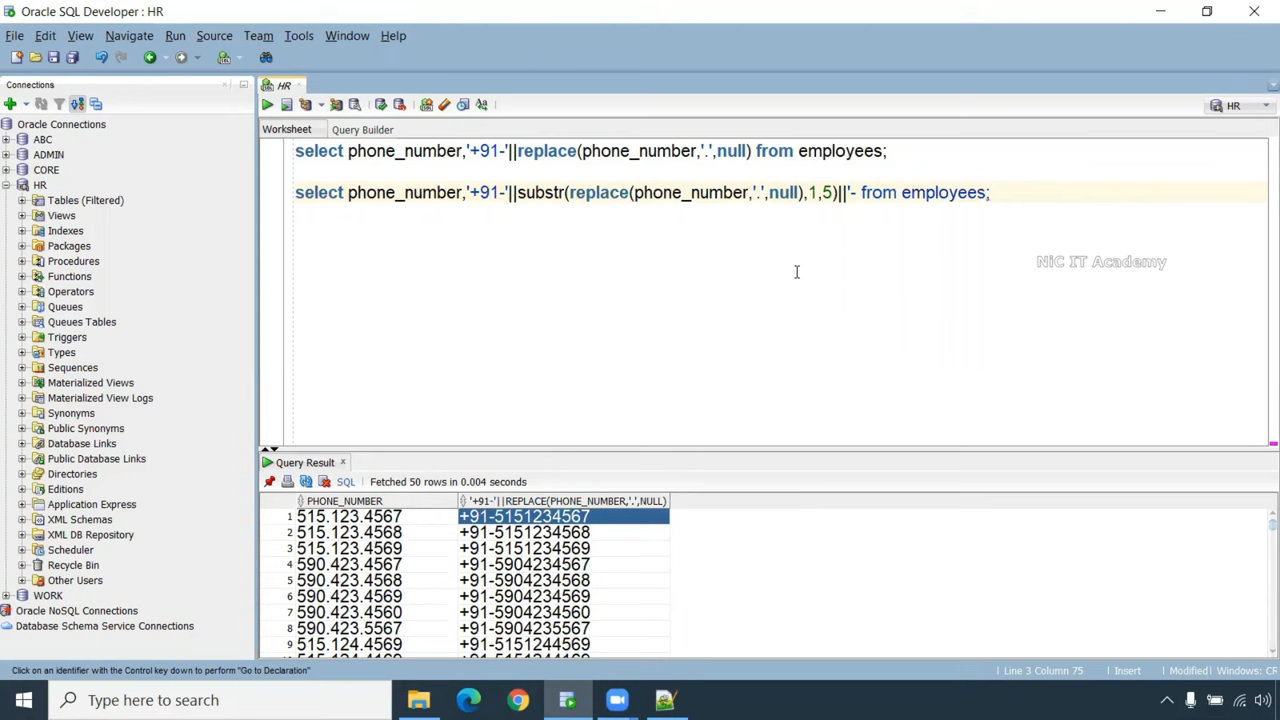 Oracle SQL Developer: HR
File Edit View Navigate Run Source Team Tools Window Help
Connections
HR
HR
Worksheet Query Builder
Oracle Connections
ABC
ADMIN
CORE
HR
Tables (Filtered)
Views
Indexes
Packages
Procedures
Functions
Operators
Queues
Queues Tables
Triggers
Types
Sequences
Materialized Views
Materialized View Logs
Synonyms
Public Synonyms
Database Links
Public Database Links
Directories
Editions
Application Express
XML Schemas
XML DB Repository
Scheduler
Recycle Bin
Other Users
WORK
Oracle NoSQL Connections
Database Schema Service Connections
select phone_number,'+91-'||replace(phone_number,'.',null) from employees;
select phone_number,'+91-'||substr(replace(phone_number,'.',null),1,5)||'- from employees;
NiC IT Academy
Query Result
SQL Fetched 50 rows in 0.004 seconds
PHONE_NUMBER '+91-'||REPLACE(PHONE_NUMBER,'.',NULL)
1 515.123.4567 +91-5151234567
2 515.123.4568 +91-5151234568
3 515.123.4569 +91-5151234569
4 590.423.4567 +91-5904234567
5 590.423.4568 +91-5904234568
6 590.423.4569 +91-5904234569
7 590.423.4560 +91-5904234560
8 590.423.5567 +91-5904235567
9 515.124.4569 +91-5151244569
Click on an identifier with the Control key down to perform "Go to Declaration"
Line 3 Column 75 Insert Modified Windows: CR
Type here to search